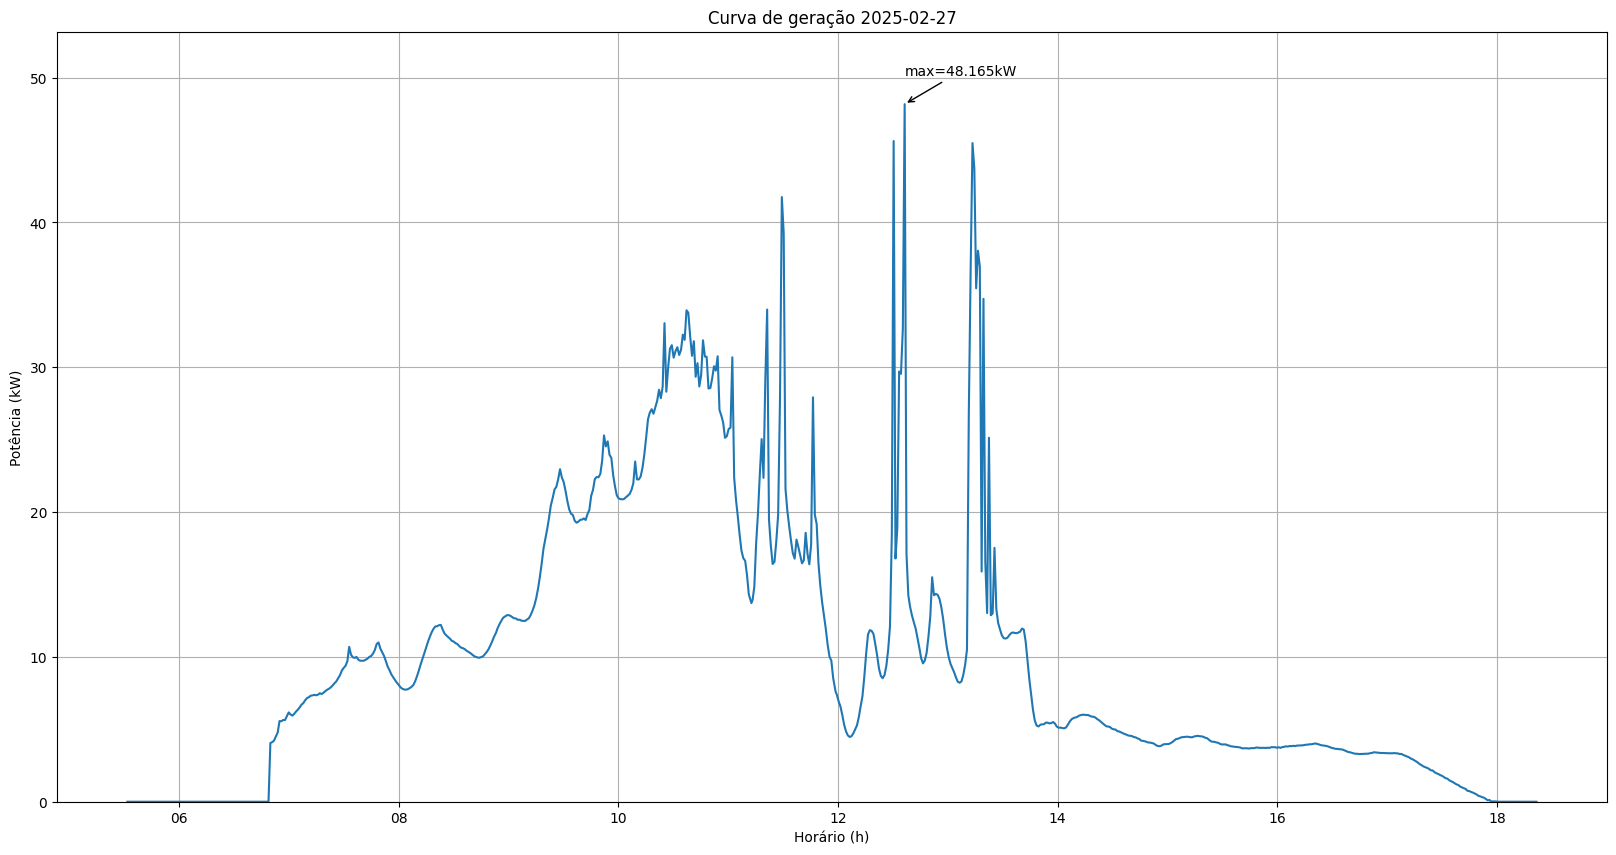 Curva de geração 2025-02-27
max=48.165kW
Potência (kW)
50
40
30
20
10
0
06 08 10 12 14 16 18
Horário (h)